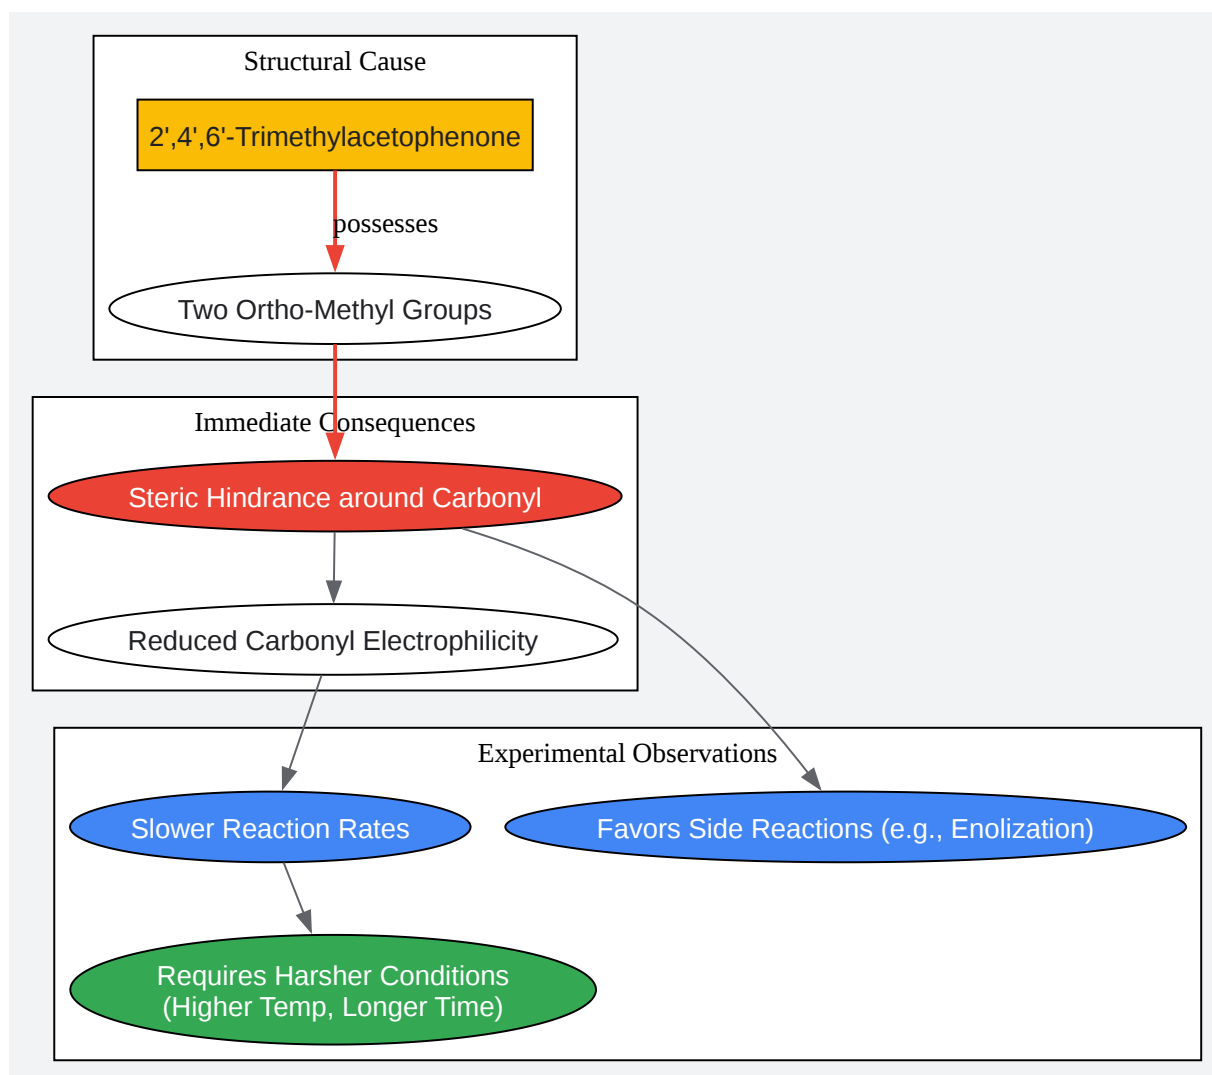 Structural Cause
2',4',6'-Trimethylacetophenone
possesses
Two Ortho-Methyl Groups
Immediate Consequences
Steric Hindrance around Carbonyl
Reduced Carbonyl Electrophilicity
Experimental Observations
Slower Reaction Rates
Favors Side Reactions (e.g., Enolization)
Requires Harsher Conditions
(Higher Temp, Longer Time)